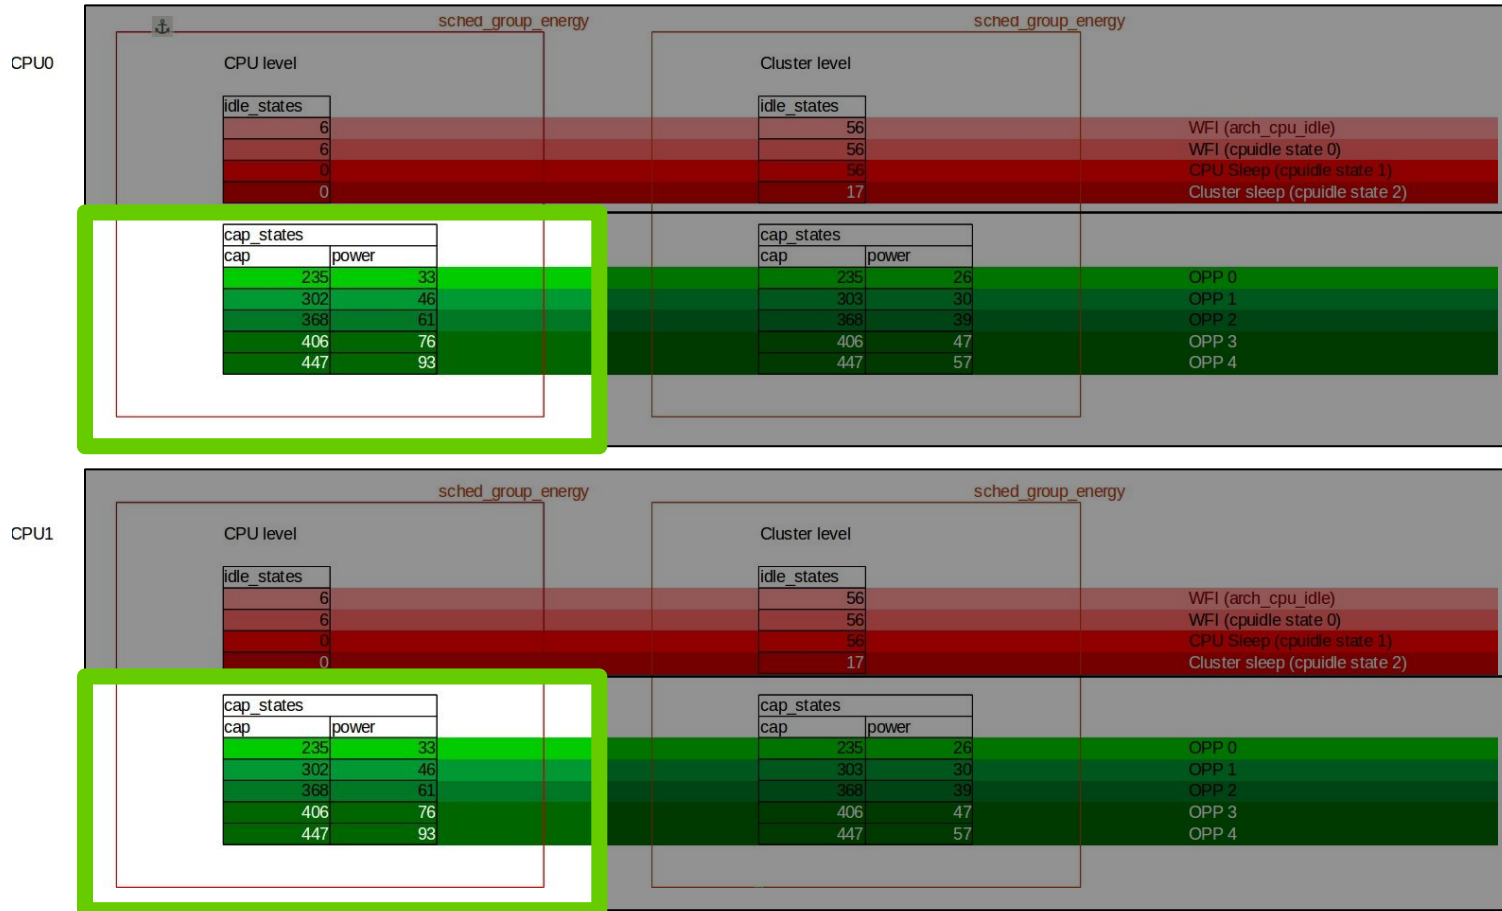 sched_group_energy sched_group_energy
CPU0 CPU level Cluster level
idle_states idle_states
6 56 WFI (arch_cpu_idle)
6 56 WFI (cpuidle state 0)
0 56 CPU Sleep (cpuidle state 1)
0 17 Cluster sleep (cpuidle state 2)
cap_states cap_states
cap power cap power
235 33 235 26 OPP 0
302 46 303 30 OPP 1
368 61 368 39 OPP 2
406 76 406 47 OPP 3
447 93 447 57 OPP 4
sched_group_energy sched_group_energy
CPU1 CPU level Cluster level
idle_states idle_states
6 56 WFI (arch_cpu_idle)
6 56 WFI (cpuidle state 0)
0 56 CPU Sleep (cpuidle state 1)
0 17 Cluster sleep (cpuidle state 2)
cap_states cap_states
cap power cap power
235 33 235 26 OPP 0
302 46 303 30 OPP 1
368 61 368 39 OPP 2
406 76 406 47 OPP 3
447 93 447 57 OPP 4